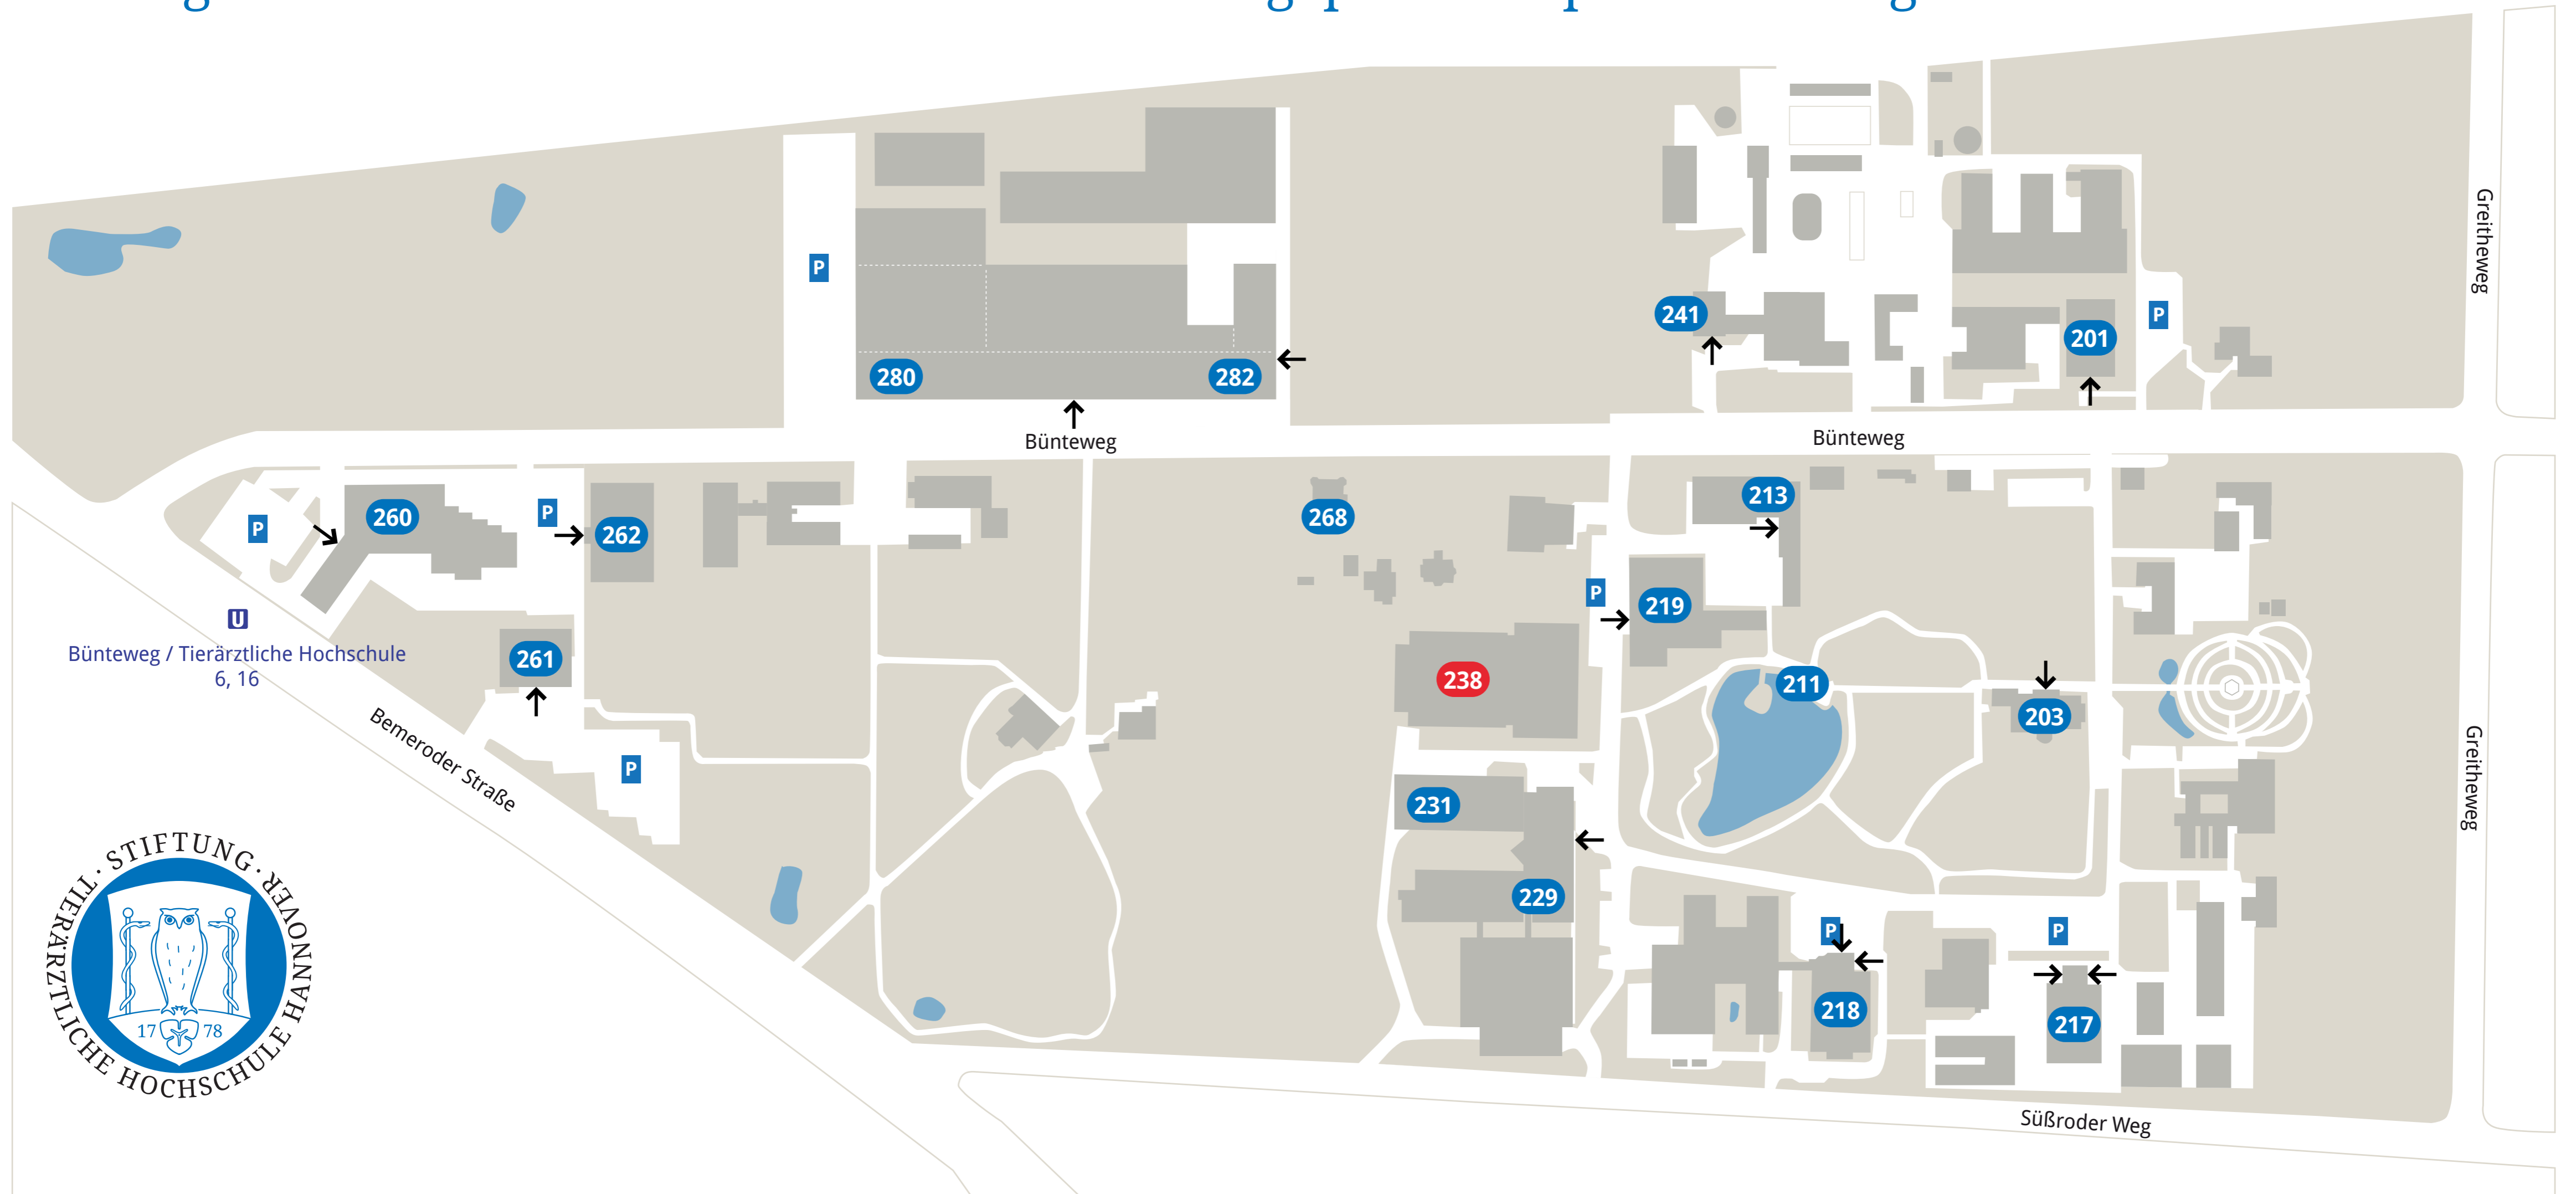 P
Greitheweg
241
P
201
280
282
Bünteweg
Bünteweg
P
260
P
262
268
213
P
219
U
Bünteweg / Tierärztliche Hochschule
6, 16
261
238
211
203
Bemeroder Straße
P
231
Greitheweg
229
P
P
218
217
STIFTUNG · TIERÄRZTLICHE HOCHSCHULE HANNOVER ·
17 78
Süßroder Weg